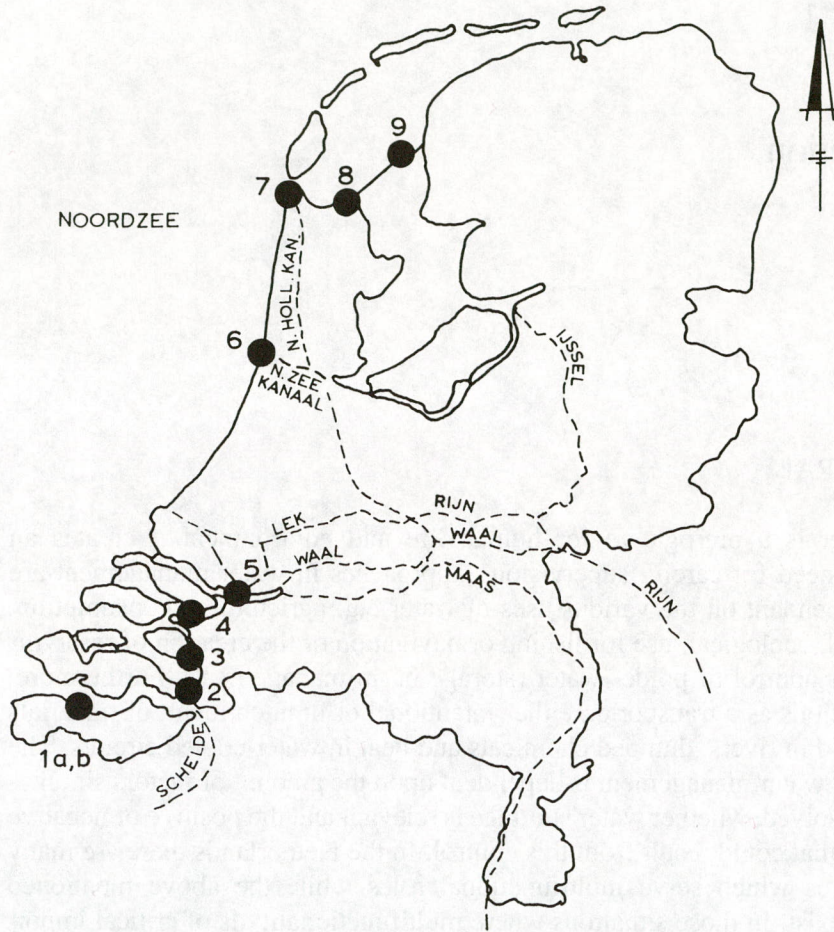 9
8
7
NOORDZEE
N. HOLL. KAN.
6
N. ZEE
KANAAL
IJSSEL
RIJN
LEK
WAAL
WAAL
MAAS
RIJN
5
4
3
2
1a,b
SCHELDE